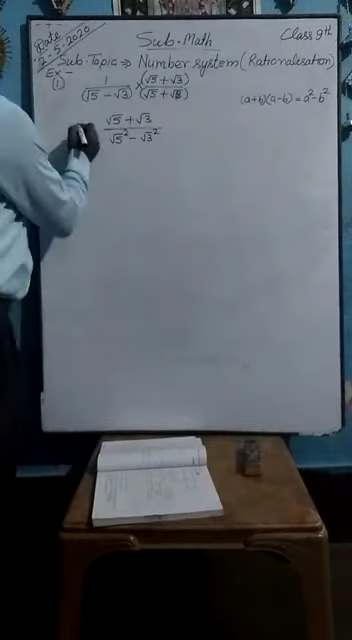 Date
2-5-2020
Sub-Math
Class 9th
Sub-Topic ⇒ Number system (Rationalisation)
Ex -
(1) 1/(√5 - √3) × (√5 + √3)/(√5 + √3)
(a+b)(a-b) = a² - b²
√5 + √3
√5² - √3²